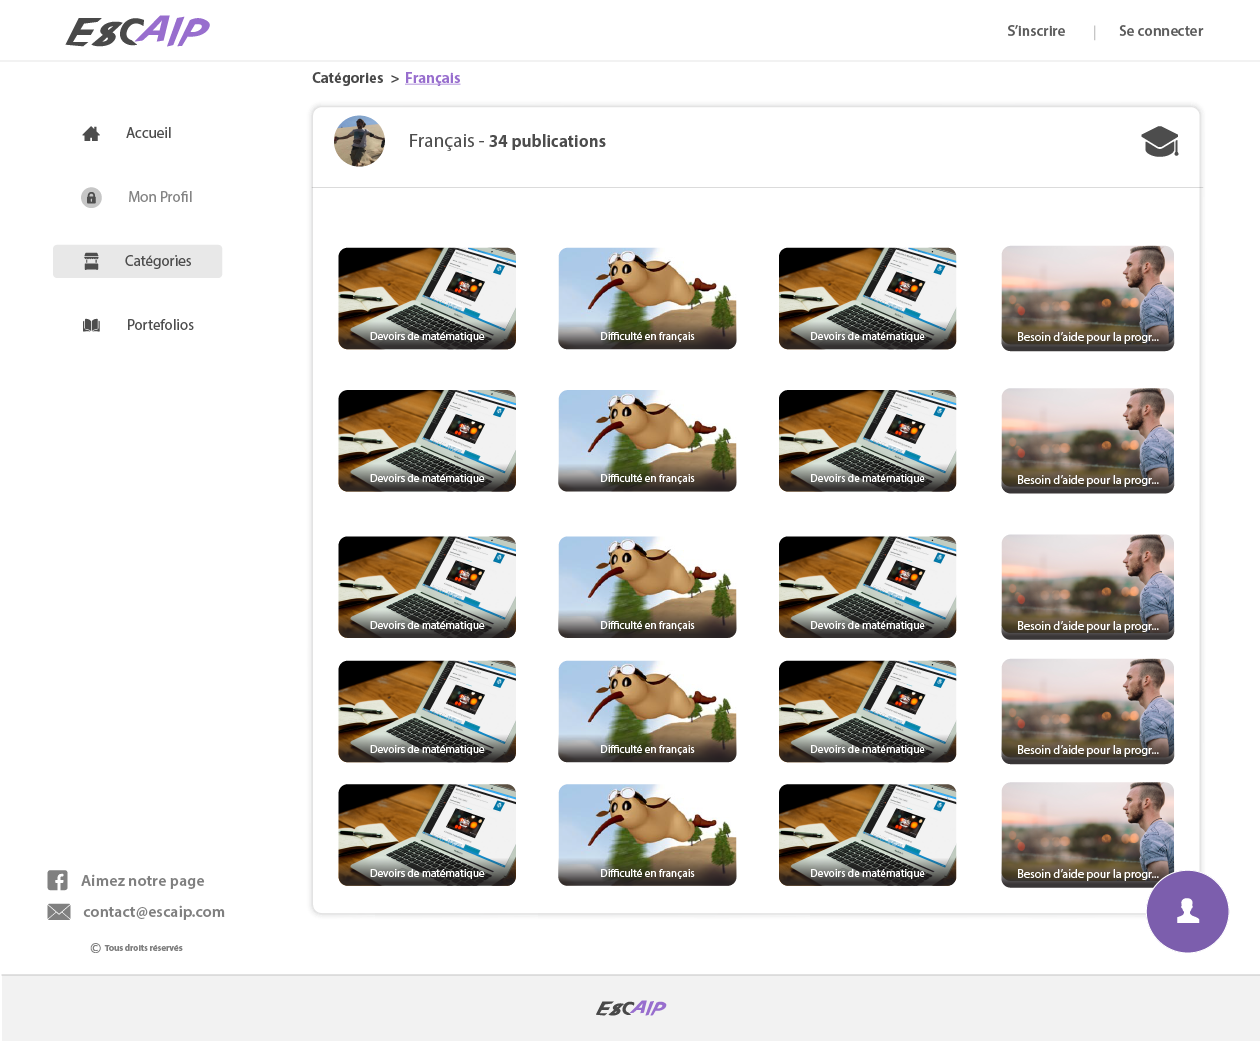 EscAIP
S'inscrire | Se connecter
Catégories > Français
Accueil
Mon Profil
Catégories
Portefolios
Français - 34 publications
Devoirs de matématique
Difficulté en français
Devoirs de matématique
Besoin d'aide pour la progr...
Devoirs de matématique
Difficulté en français
Devoirs de matématique
Besoin d'aide pour la progr...
Devoirs de matématique
Difficulté en français
Devoirs de matématique
Besoin d'aide pour la progr...
Devoirs de matématique
Difficulté en français
Devoirs de matématique
Besoin d'aide pour la progr...
Devoirs de matématique
Difficulté en français
Devoirs de matématique
Besoin d'aide pour la progr...
Aimez notre page
contact@escaip.com
© Tous droits réservés
EscAIP